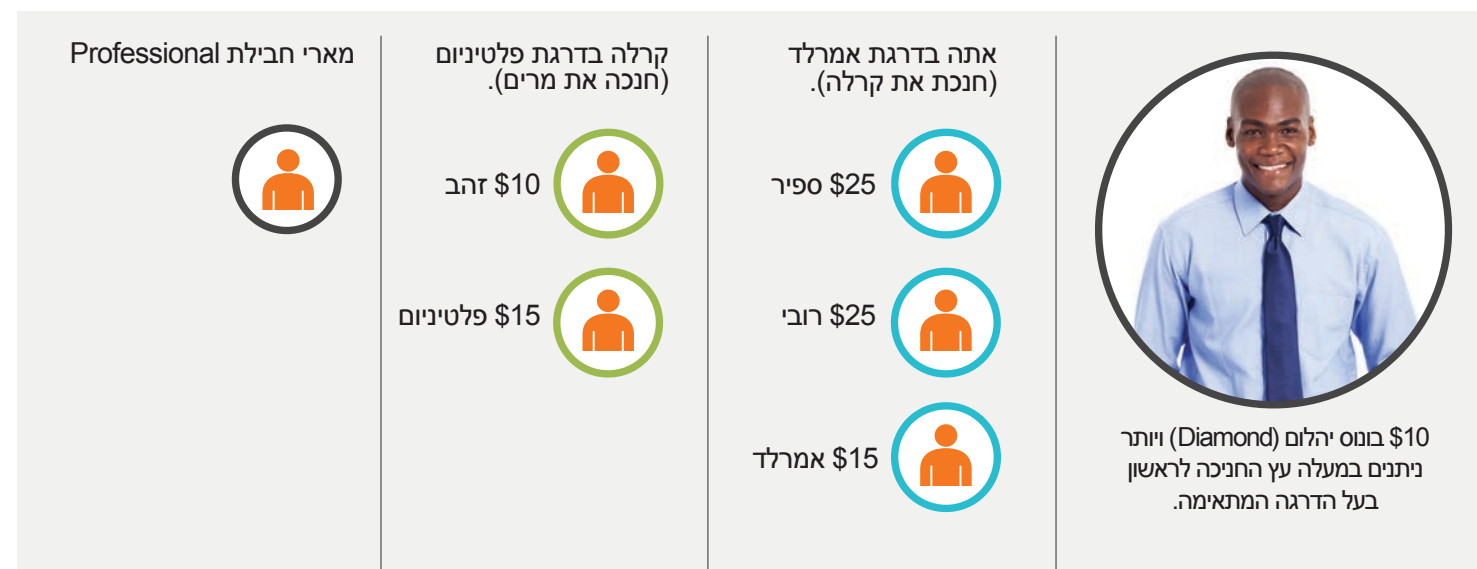 $10 בונוס יהלום (Diamond) ויותר
ניתנים במעלה עץ החניכה לראשון
בעל הדרגה המתאימה.
אתה בדרגת אמרלד
(חנכת את קרלה).
$25 ספיר
$25 רובי
$15 אמרלד
קרלה בדרגת פלטיניום
(חנכה את מרים).
$10 זהב
$15 פלטיניום
מארי חבילת Professional